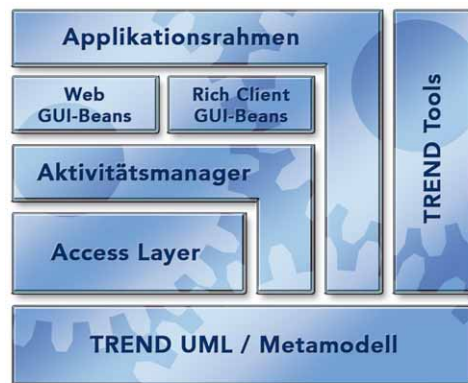 Applikationsrahmen
Web
GUI-Beans
Rich Client
GUI-Beans
Aktivitätsmanager
Access Layer
TREND Tools
TREND UML / Metamodell